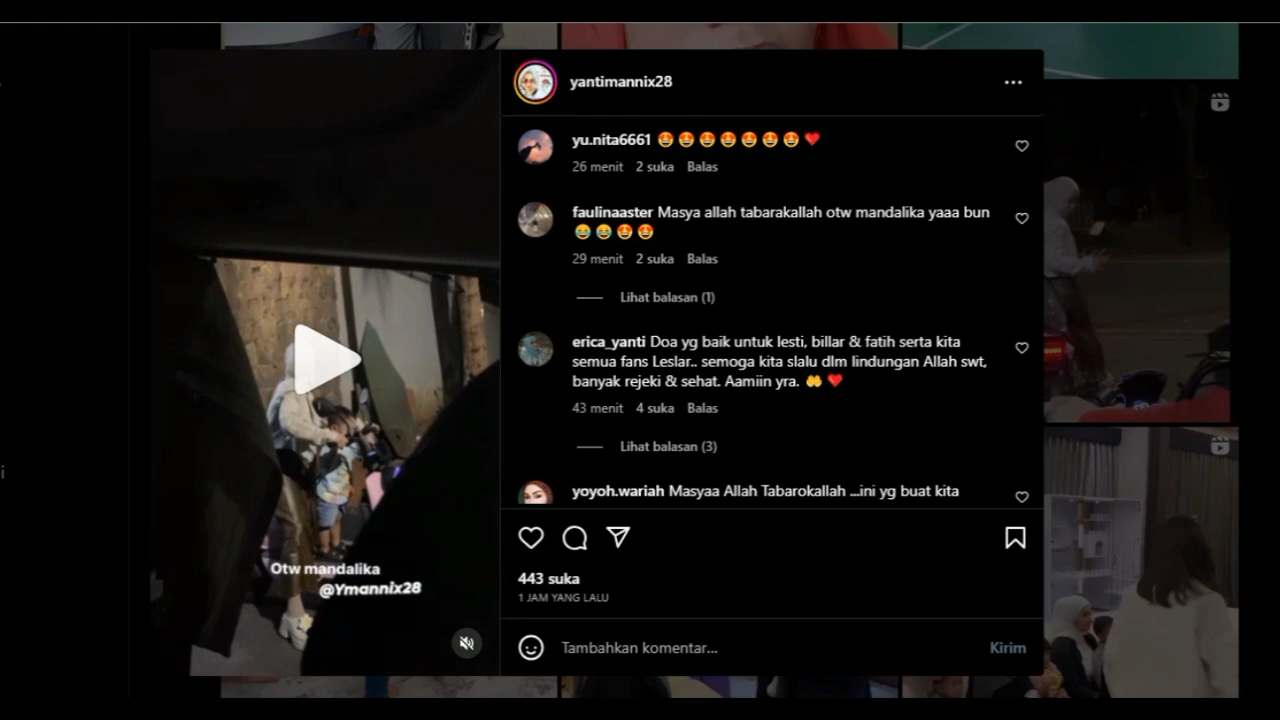 yantimannix28
yu.nita6661 😍😍😍😍😍😍😍❤️
26 menit 2 suka Balas
faulinaaster Masya allah tabarakallah otw mandalika yaaa bun
😂😂😍😍
29 menit 2 suka Balas
Lihat balasan (1)
erica_yanti Doa yg baik untuk lesti, billar & fatih serta kita
semua fans Leslar.. semoga kita slalu dlm lindungan Allah swt,
banyak rejeki & sehat. Aamiin yra. 🤲❤️
43 menit 4 suka Balas
Lihat balasan (3)
yoyoh.wariah Masyaa Allah Tabarokallah ...ini yg buat kita
443 suka
1 JAM YANG LALU
Tambahkan komentar... Kirim
Otw mandalika
@Ymannix28